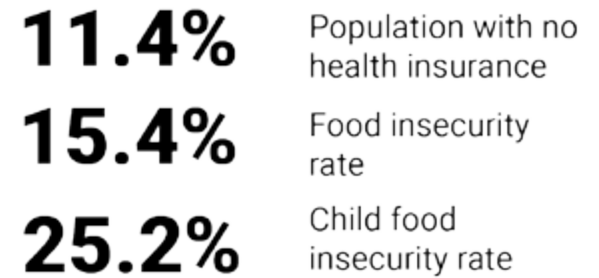 11.4%
Population with no
health insurance
15.4%
Food insecurity
rate
25.2%
Child food
insecurity rate